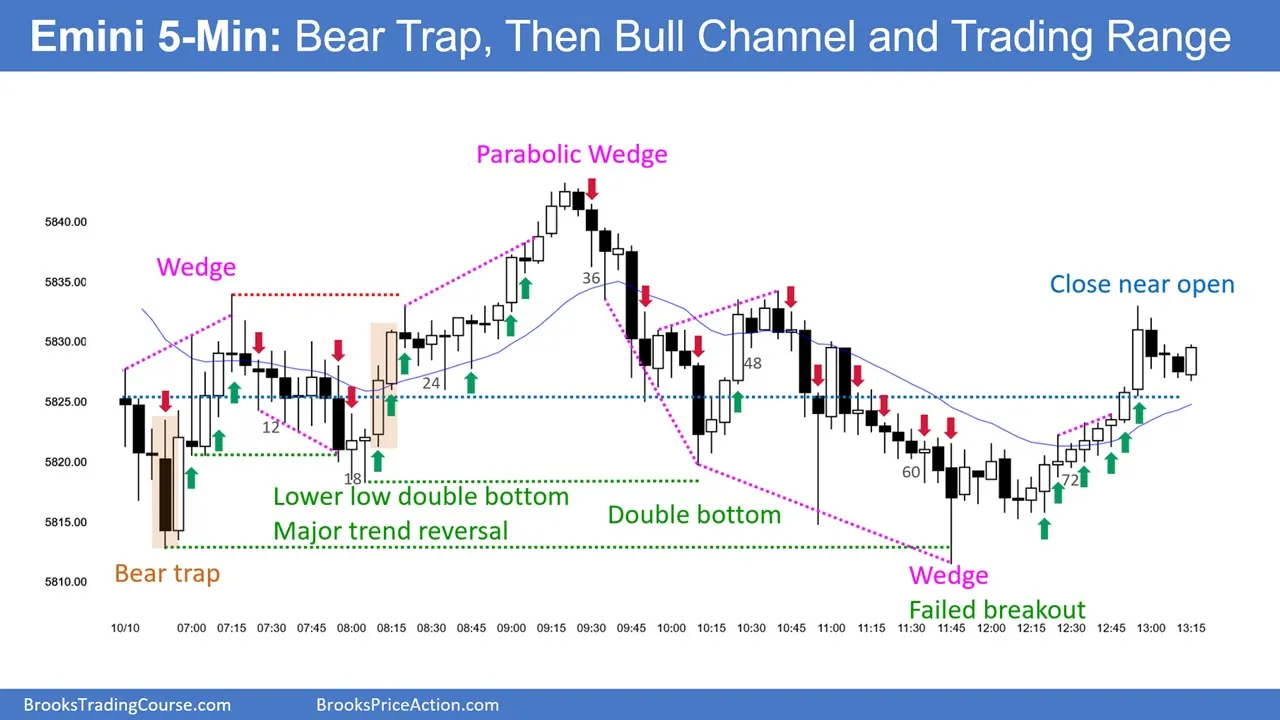 Emini 5-Min: Bear Trap, Then Bull Channel and Trading Range
Parabolic Wedge
5840.00
Wedge
36
5835.00
Close near open
5830.00
48
24
5825.00
12
5820.00
60
18
72
Lower low double bottom
Major trend reversal
Double bottom
5815.00
5810.00
Bear trap
Wedge
Failed breakout
10/10 07:00 07:15 07:30 07:45 08:00 08:15 08:30 08:45 09:00 09:15 09:30 09:45 10:00 10:15 10:30 10:45 11:00 11:15 11:30 11:45 12:00 12:15 12:30 12:45 13:00 13:15
BrooksTradingCourse.com
BrooksPriceAction.com